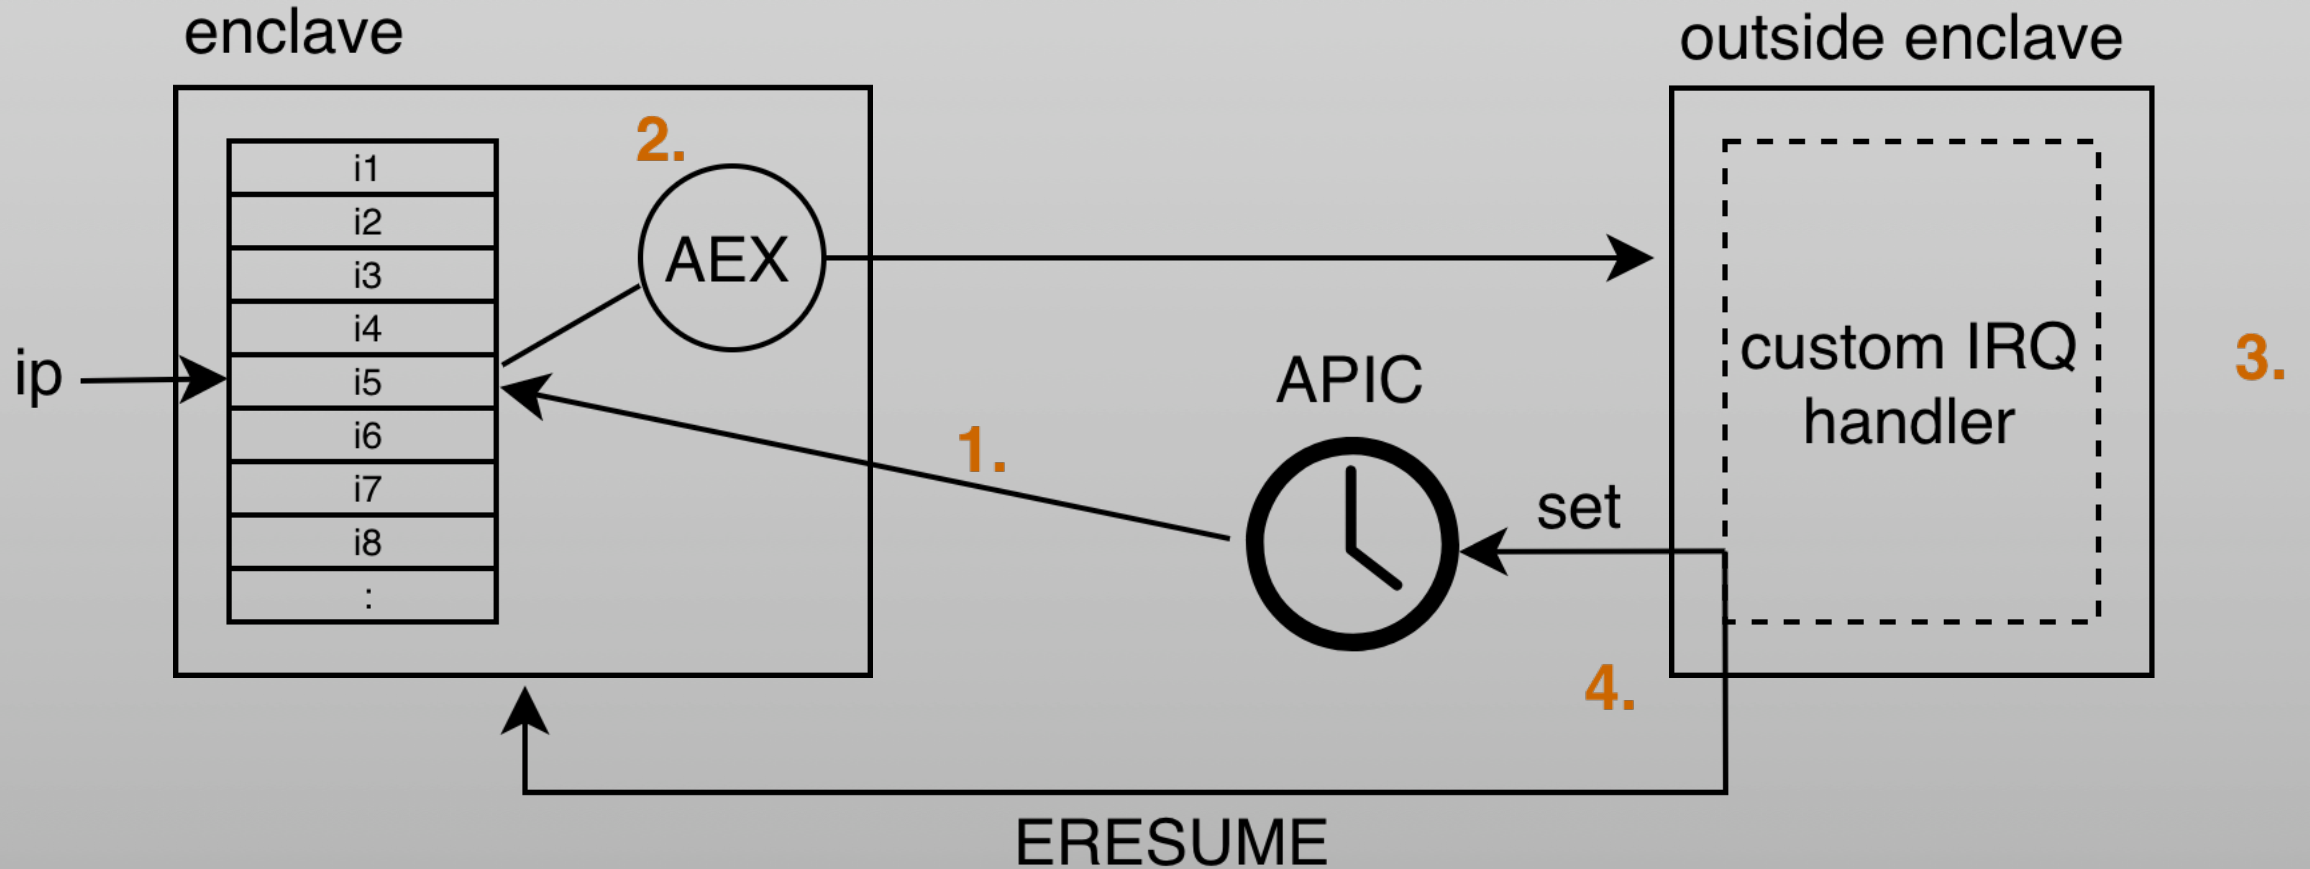 enclave
outside enclave
2.
i1
i2
i3
i4
i5
i6
i7
i8
:
AEX
ip
1.
APIC
set
custom IRQ
handler
3.
4.
ERESUME